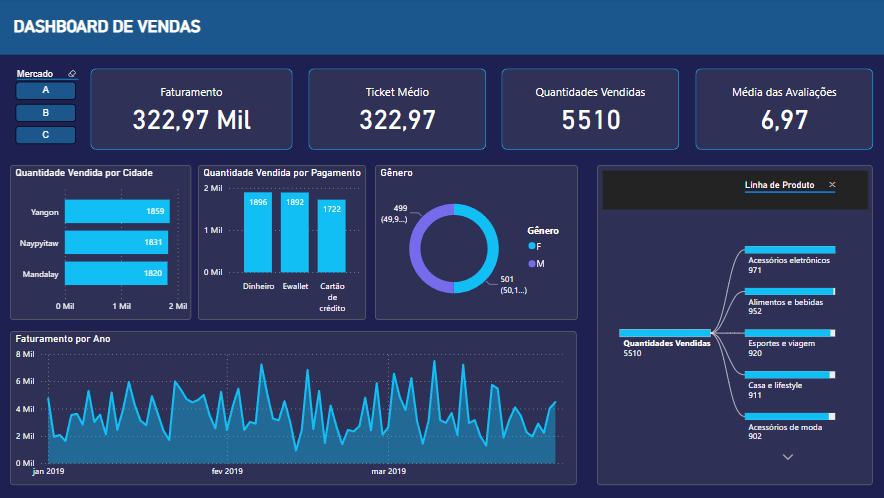 DASHBOARD DE VENDAS
Mercado
A
B
C
Faturamento
322,97 Mil
Ticket Médio
322,97
Quantidades Vendidas
5510
Média das Avaliações
6,97
Quantidade Vendida por Cidade
Yangon
1859
Naypyitaw
1831
Mandalay
1820
0 Mil
1 Mil
2 Mil
Quantidade Vendida por Pagamento
2 Mil
1 Mil
0 Mil
1896
1892
1722
Dinheiro
Ewallet
Cartão
de
crédito
Gênero
499
(49,9...)
501
(50,1...)
Gênero
F
M
Linha de Produto
Quantidades Vendidas
5510
Acessórios eletrônicos
971
Alimentos e bebidas
952
Esportes e viagem
920
Casa e lifestyle
911
Acessórios de moda
902
Faturamento por Ano
8 Mil
6 Mil
4 Mil
2 Mil
0 Mil
jan 2019
fev 2019
mar 2019